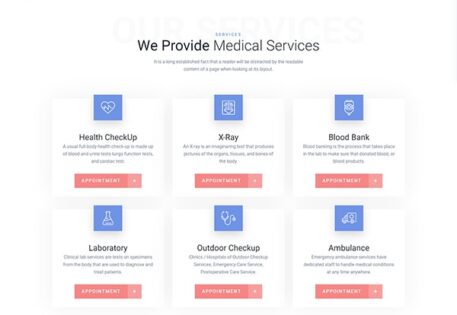 OUR SERVICES
SERVICES
We Provide Medical Services
It is a long established fact that a reader will be distracted by the readable
content of a page when looking at its layout.
Health CheckUp
A usual full-body health check-up is made up
of blood and urine tests lungs function tests,
and cardiac test.
APPOINTMENT +
X-Ray
An X-Ray is an imagnaring test that produces
pictures of the organs, tissues, and bones of
the body.
APPOINTMENT +
Blood Bank
Blood banking is the process that takes place
in the lab to make sure that donated blood, or
blood products.
APPOINTMENT +
Laboratory
Clinical lab services are tests on specimens
from the body that are used to diagnose and
treat patients.
APPOINTMENT +
Outdoor Checkup
Clinics / Hospitals of Outdoor Checkup
Services, Emergency Care Service,
Prestoperative Care Service.
APPOINTMENT +
Ambulance
Emergency ambulance services have
dedicated to handle medical conditions
at any time anywhere.
APPOINTMENT +